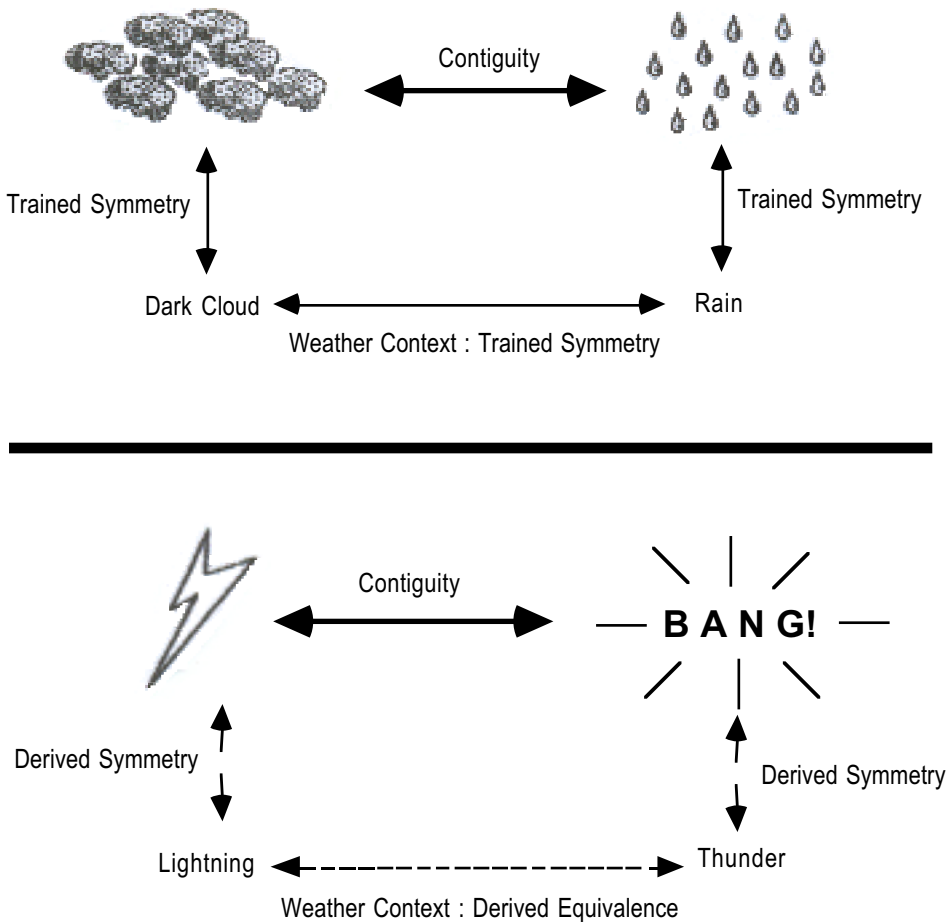 Contiguity
Trained Symmetry
Trained Symmetry
Dark Cloud
Rain
Weather Context : Trained Symmetry
Contiguity
B A N G!
Derived Symmetry
Derived Symmetry
Lightning
Thunder
Weather Context : Derived Equivalence